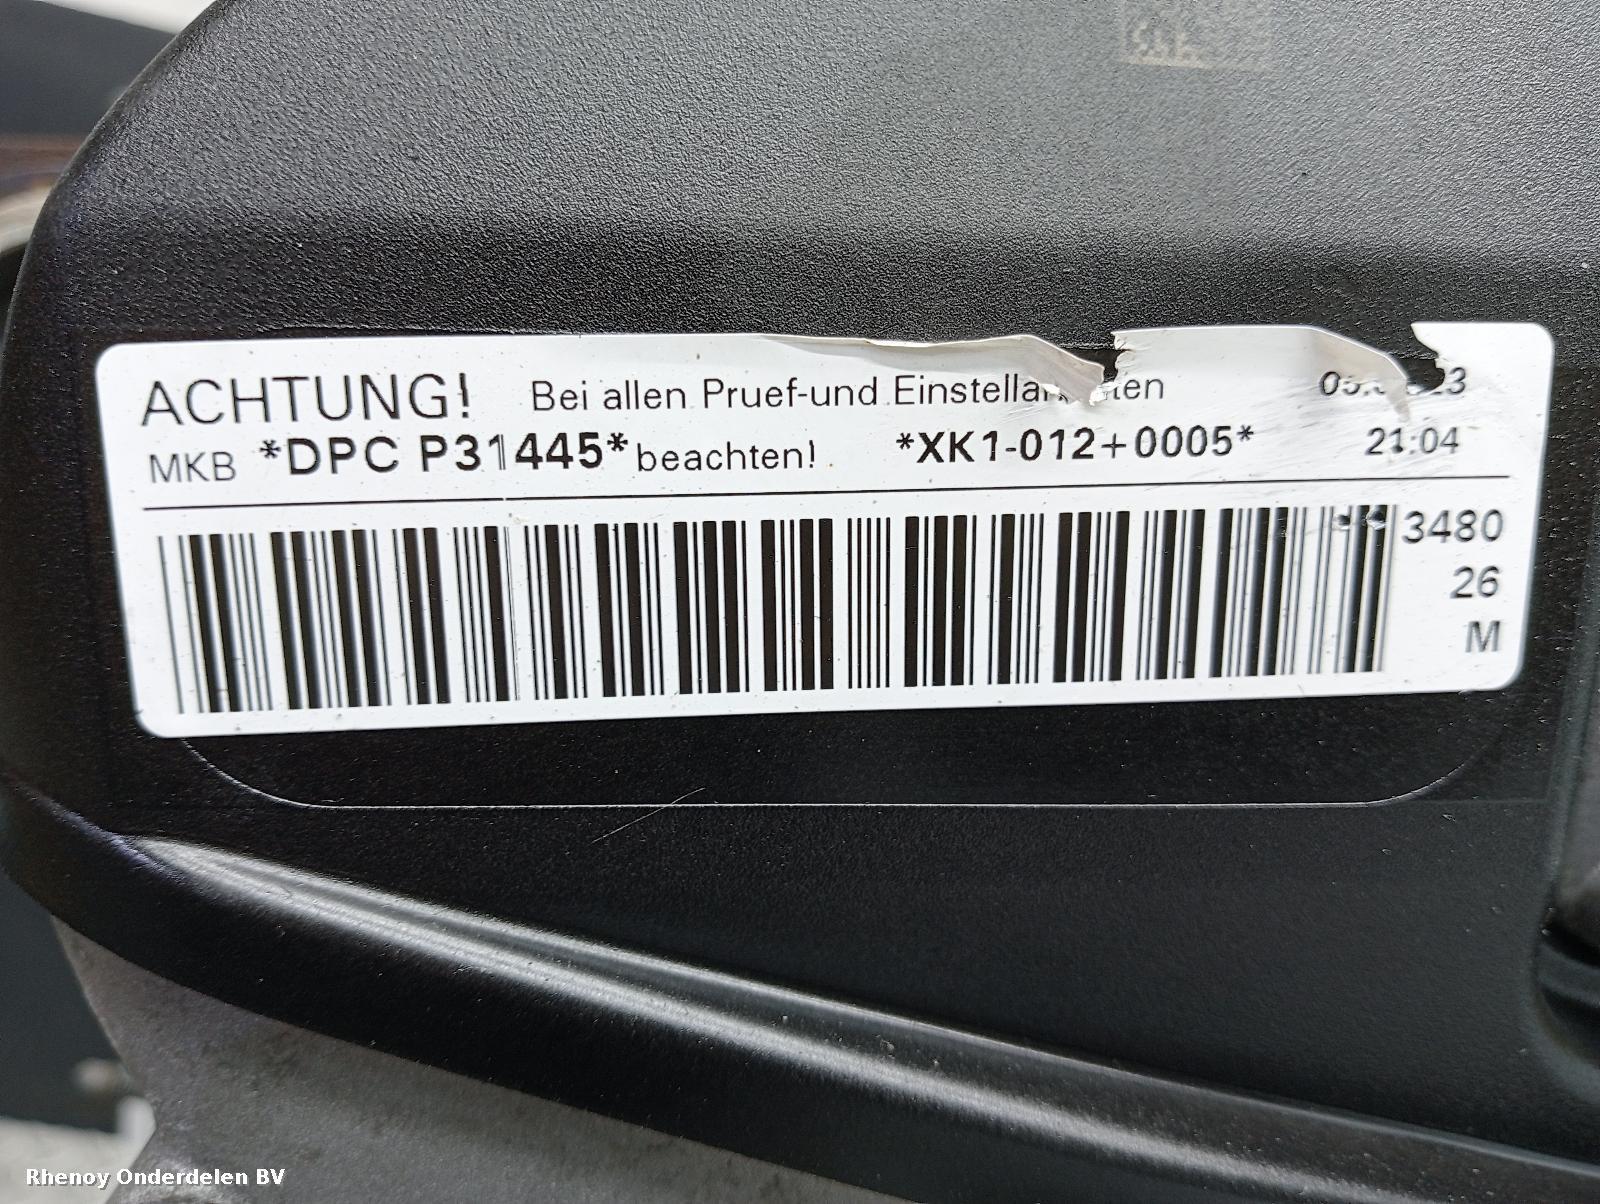 ACHTUNG! Bei allen Pruef-und
MKB *DPC P31445* beachten! *XK1-012+0005* 21:04
3480
26
M
Rhenoy Onderdelen BV